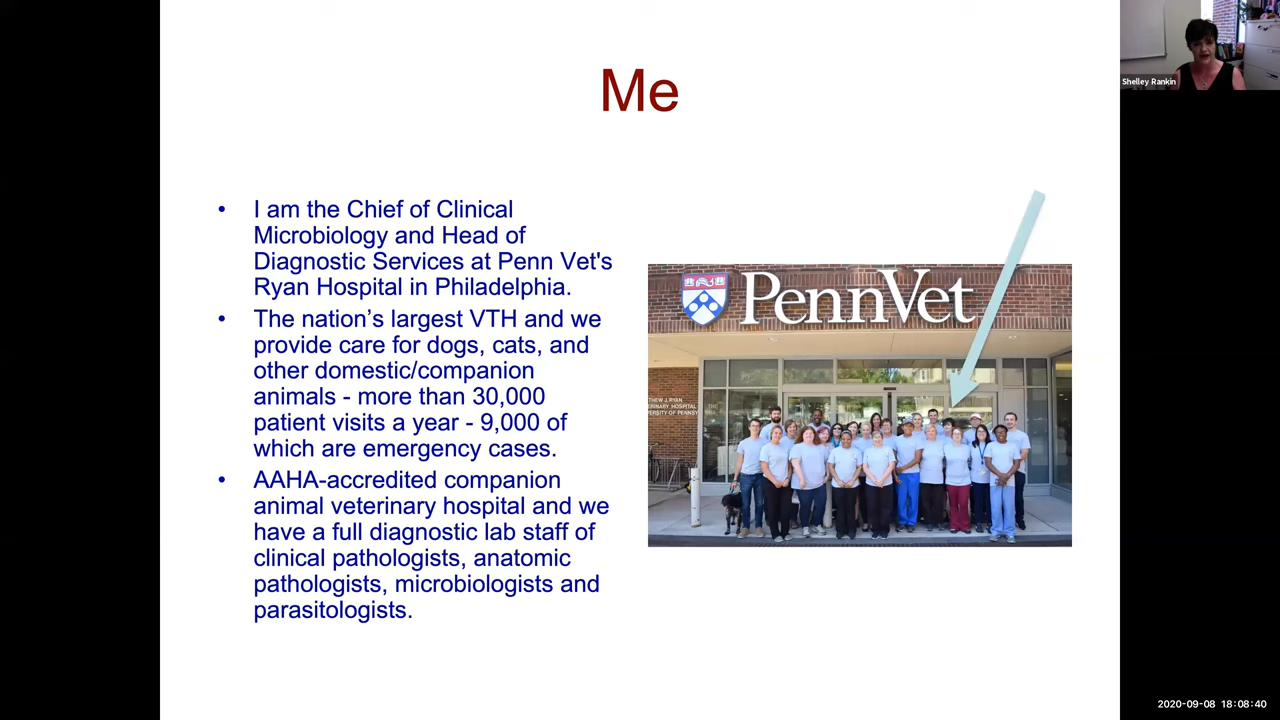 Me
Shelley Rankin
• I am the Chief of Clinical
Microbiology and Head of
Diagnostic Services at Penn Vet's
Ryan Hospital in Philadelphia.
• The nation’s largest VTH and we
provide care for dogs, cats, and
other domestic/companion
animals - more than 30,000
patient visits a year - 9,000 of
which are emergency cases.
• AAHA-accredited companion
animal veterinary hospital and we
have a full diagnostic lab staff of
clinical pathologists, anatomic
pathologists, microbiologists and
parasitologists.
PennVet
2020-09-08 18:08:40